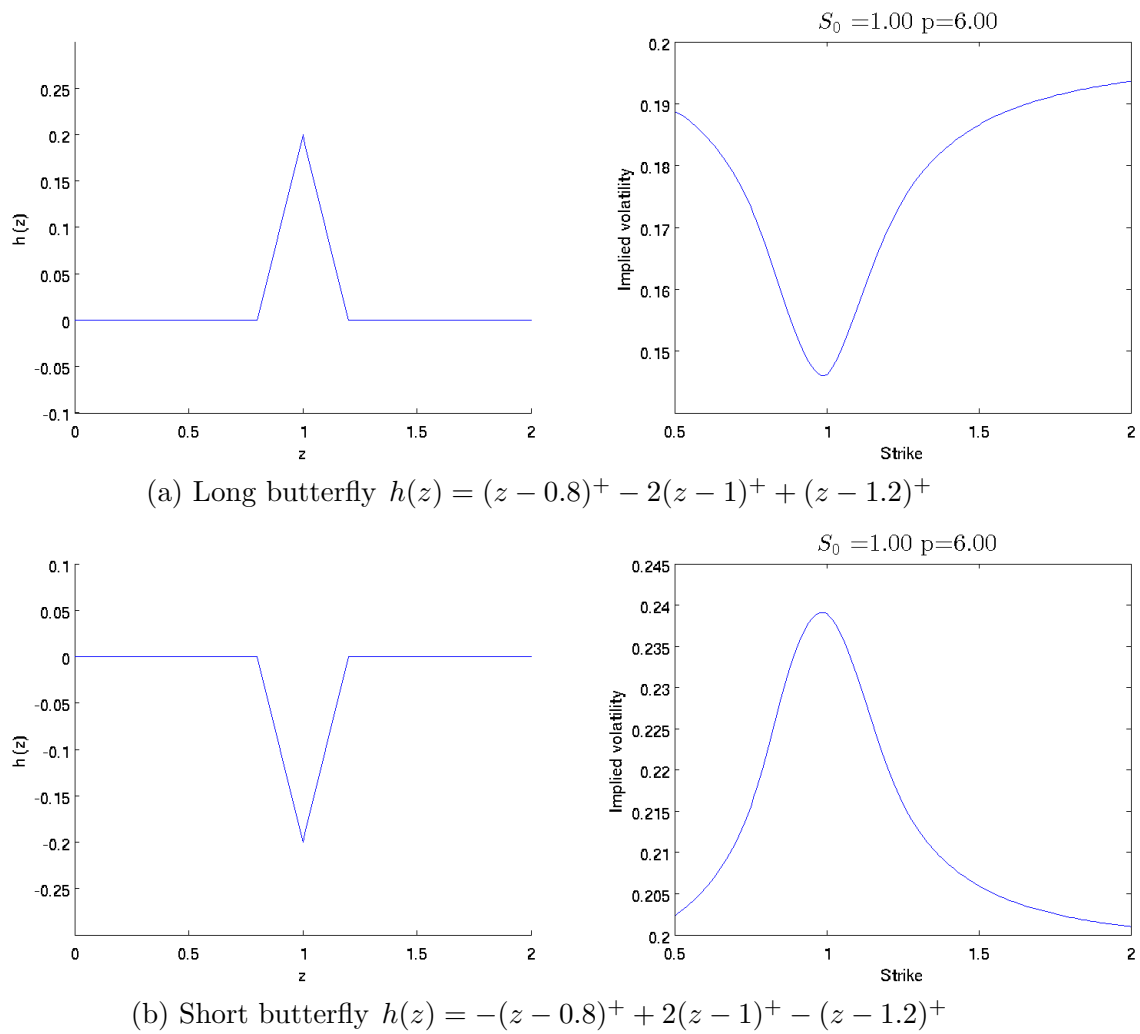 S₀ =1.00 p=6.00
0.25
0.2
0.15
0.1
0.05
0
-0.05
-0.1
h(z)
0 0.5 1 1.5 2
z
0.2
0.19
0.18
0.17
0.16
0.15
Implied volatility
0.5 1 1.5 2
Strike
(a) Long butterfly h(z) = (z − 0.8)⁺ − 2(z − 1)⁺ + (z − 1.2)⁺
S₀ =1.00 p=6.00
0.1
0.05
0
-0.05
-0.1
-0.15
-0.2
-0.25
h(z)
0 0.5 1 1.5 2
z
0.245
0.24
0.235
0.23
0.225
0.22
0.215
0.21
0.205
0.2
Implied volatility
0.5 1 1.5 2
Strike
(b) Short butterfly h(z) = −(z − 0.8)⁺ + 2(z − 1)⁺ − (z − 1.2)⁺